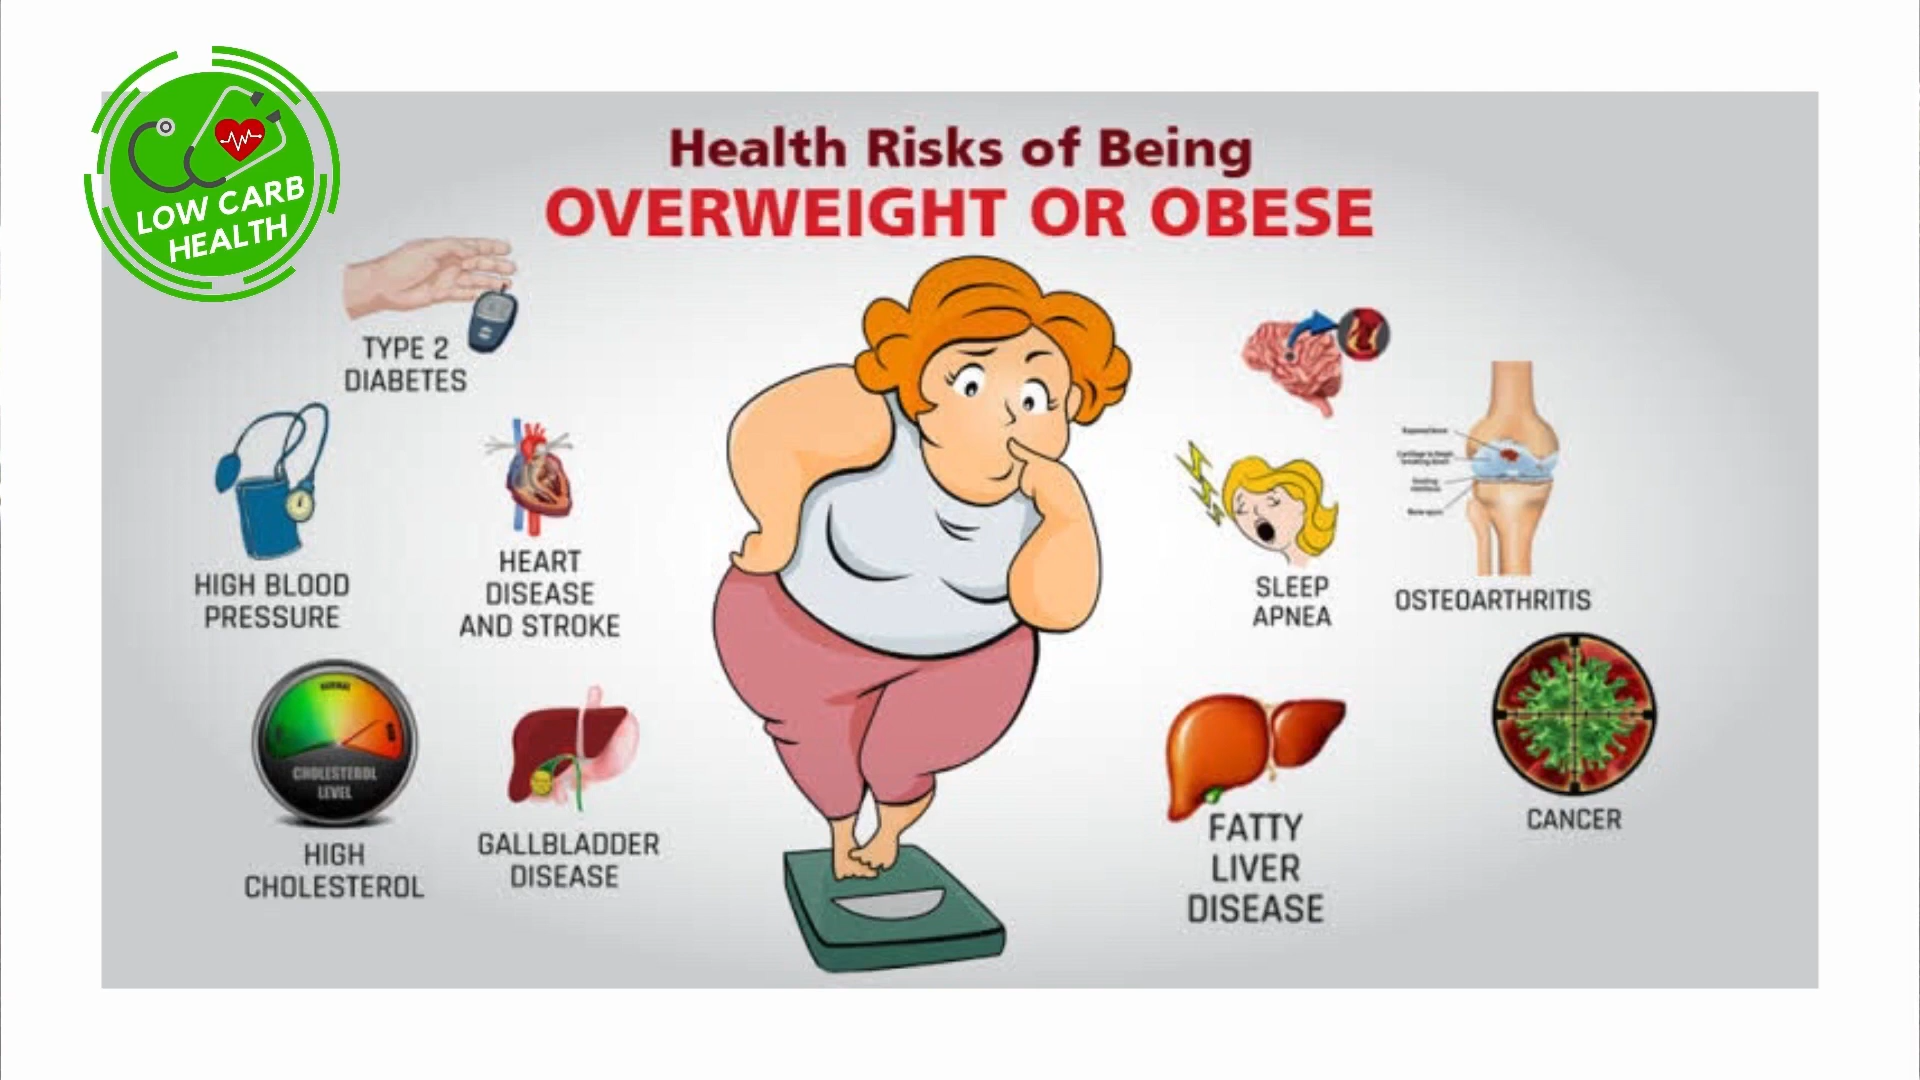 LOW CARB
HEALTH
Health Risks of Being
OVERWEIGHT OR OBESE
TYPE 2
DIABETES
HIGH BLOOD
PRESSURE
HEART
DISEASE
AND STROKE
SLEEP
APNEA
OSTEOARTHRITIS
CHOLESTEROL
LEVEL
HIGH
CHOLESTEROL
GALLBLADDER
DISEASE
FATTY
LIVER
DISEASE
CANCER